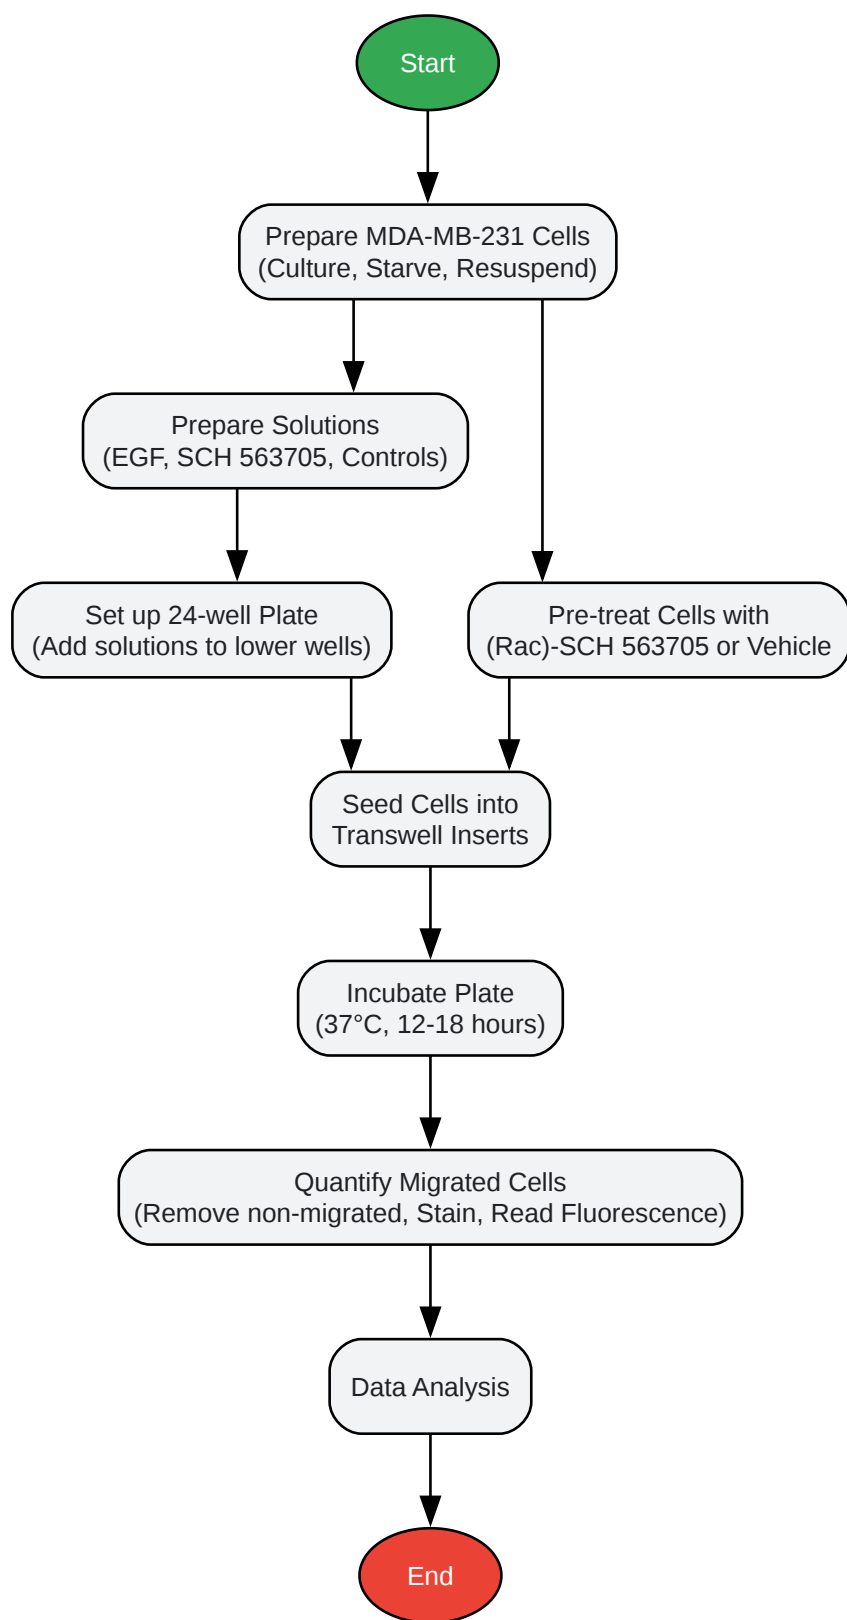 Start
Prepare MDA-MB-231 Cells
(Culture, Starve, Resuspend)
Prepare Solutions
(EGF, SCH 563705, Controls)
Set up 24-well Plate
(Add solutions to lower wells)
Pre-treat Cells with
(Rac)-SCH 563705 or Vehicle
Seed Cells into
Transwell Inserts
Incubate Plate
(37°C, 12-18 hours)
Quantify Migrated Cells
(Remove non-migrated, Stain, Read Fluorescence)
Data Analysis
End